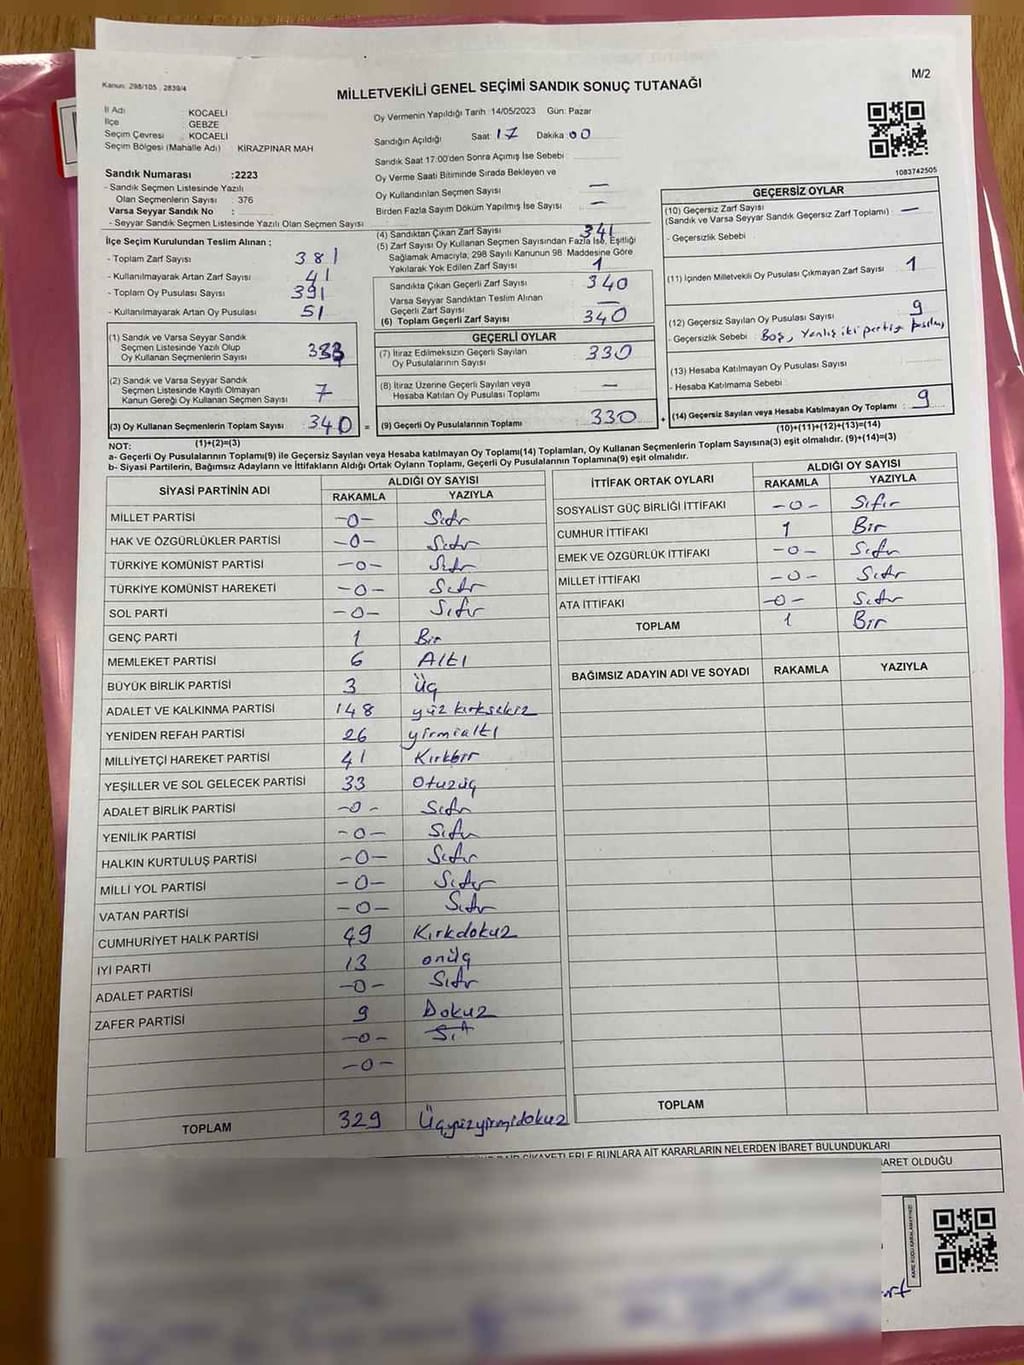 Kanun: 298/105 , 2839/4
MİLLETVEKİLİ GENEL SEÇİMİ SANDIK SONUÇ TUTANAĞI
M/2
İl Adı KOCAELİ
İlçe GEBZE
Seçim Çevresi KOCAELİ
Seçim Bölgesi (Mahalle Adı) KİRAZPINAR MAH
Sandık Numarası :2223
- Sandık Seçmen Listesinde Yazılı
Olan Seçmenlerin Sayısı : 376
Varsa Seyyar Sandık No :
- Seyyar Sandık Seçmen Listesinde Yazılı Olan Seçmen Sayısı
Oy Vermenin Yapıldığı Tarih :14/05/2023 Gün: Pazar
Sandığın Açıldığı Saat: 17 Dakika: 00
Sandık Saat 17:00'den Sonra Açımış İse Sebebi
Oy Verme Saati Bitiminde Sırada Bekleyen ve
Oy Kullandırılan Seçmen Sayısı : —
Birden Fazla Sayım Döküm Yapılmış İse Sayısı : —
1083742505
İlçe Seçim Kurulundan Teslim Alınan :
- Toplam Zarf Sayısı : 381
- Kullanılmayarak Artan Zarf Sayısı : 41
- Toplam Oy Pusulası Sayısı : 391
- Kullanılmayarak Artan Oy Pusulası : 51
(1) Sandık ve Varsa Seyyar Sandık
Seçmen Listesinde Yazılı Olup
Oy Kullanan Seçmenlerin Sayısı : 333
(2) Sandık ve Varsa Seyyar Sandık
Seçmen Listesinde Kayıtlı Olmayan
Kanun Gereği Oy Kullanan Seçmen Sayısı : 7
(3) Oy Kullanan Seçmenlerin Toplam Sayısı : 340 =
(1)+(2)=(3)
(4) Sandıktan Çıkan Zarf Sayısı : 341
(5) Zarf Sayısı Oy Kullanan Seçmen Sayısından Fazla İse, Eşitliği
Sağlamak Amacıyla, 298 Sayılı Kanunun 98. Maddesine Göre
Yakılarak Yok Edilen Zarf Sayısı : 1
Sandıkta Çıkan Geçerli Zarf Sayısı : 340
Varsa Seyyar Sandıktan Teslim Alınan
Geçerli Zarf Sayısı : —
(6) Toplam Geçerli Zarf Sayısı : 340
GEÇERLİ OYLAR
(7) İtiraz Edilmeksizin Geçerli Sayılan
Oy Pusulalarının Sayısı : 330
(8) İtiraz Üzerine Geçerli Sayılan veya
Hesaba Katılan Oy Pusulası Toplamı : —
(9) Geçerli Oy Pusulalarının Toplamı : 330 +
GEÇERSİZ OYLAR
(10) Geçersiz Zarf Sayısı
(Sandık ve Varsa Seyyar Sandık Geçersiz Zarf Toplamı) : —
- Geçersizlik Sebebi :
(11) İçinden Milletvekili Oy Pusulası Çıkmayan Zarf Sayısı : 1
(12) Geçersiz Sayılan Oy Pusulası Sayısı : 9
- Geçersizlik Sebebi : Boş, Yanlış iki partiye
(13) Hesaba Katılmayan Oy Pusulası Sayısı :
- Hesaba Katılmama Sebebi :
(14) Geçersiz Sayılan veya Hesaba Katılmayan Oy Toplamı : 9
(10)+(11)+(12)+(13)=(14)
NOT:
a- Geçerli Oy Pusulalarının Toplamı(9) ile Geçersiz Sayılan veya Hesaba katılmayan Oy Toplamı(14) Toplamları, Oy Kullanan Seçmenlerin Toplam Sayısına(3) eşit olmalıdır. (9)+(14)=(3)
b- Siyasi Partilerin, Bağımsız Adayların ve İttifakların Aldığı Ortak Oyların Toplamı, Geçerli Oy Pusulalarının Toplamına(9) eşit olmalıdır.
SİYASİ PARTİNİN ADI ALDIĞI OY SAYISI
RAKAMLA YAZIYLA
MİLLET PARTİSİ -0- Sıfır
HAK VE ÖZGÜRLÜKLER PARTİSİ -0- Sıfır
TÜRKİYE KOMÜNİST PARTİSİ -0- Sıfır
TÜRKİYE KOMÜNİST HAREKETİ -0- Sıfır
SOL PARTİ -0- Sıfır
GENÇ PARTİ 1 Bir
MEMLEKET PARTİSİ 6 Altı
BÜYÜK BİRLİK PARTİSİ 3 Üç
ADALET VE KALKINMA PARTİSİ 148 yüzkırksekiz
YENİDEN REFAH PARTİSİ 26 yirmialtı
MİLLİYETÇİ HAREKET PARTİSİ 41 Kırkbir
YEŞİLLER VE SOL GELECEK PARTİSİ 33 Otuzüç
ADALET BİRLİK PARTİSİ -0- Sıfır
YENİLİK PARTİSİ -0- Sıfır
HALKIN KURTULUŞ PARTİSİ -0- Sıfır
MİLLİ YOL PARTİSİ -0- Sıfır
VATAN PARTİSİ -0- Sıfır
CUMHURİYET HALK PARTİSİ 49 Kırkdokuz
İYİ PARTİ 13 onüç
ADALET PARTİSİ -0- Sıfır
ZAFER PARTİSİ 9 Dokuz
-0-
-0-
TOPLAM 329 Üçyüzyirmidokuz
İTTİFAK ORTAK OYLARI ALDIĞI OY SAYISI
RAKAMLA YAZIYLA
SOSYALİST GÜÇ BİRLİĞİ İTTİFAKI -0- Sıfır
CUMHUR İTTİFAKI 1 Bir
EMEK VE ÖZGÜRLÜK İTTİFAKI -0- Sıfır
MİLLET İTTİFAKI -0- Sıfır
ATA İTTİFAKI -0- Sıfır
TOPLAM 1 Bir
BAĞIMSIZ ADAYIN ADI VE SOYADI RAKAMLA YAZIYLA
TOPLAM
ŞİKAYETLERLE BUNLARA AİT KARARLARIN NELERDEN İBARET BULUNDUKLARI
İBARET OLDUĞU